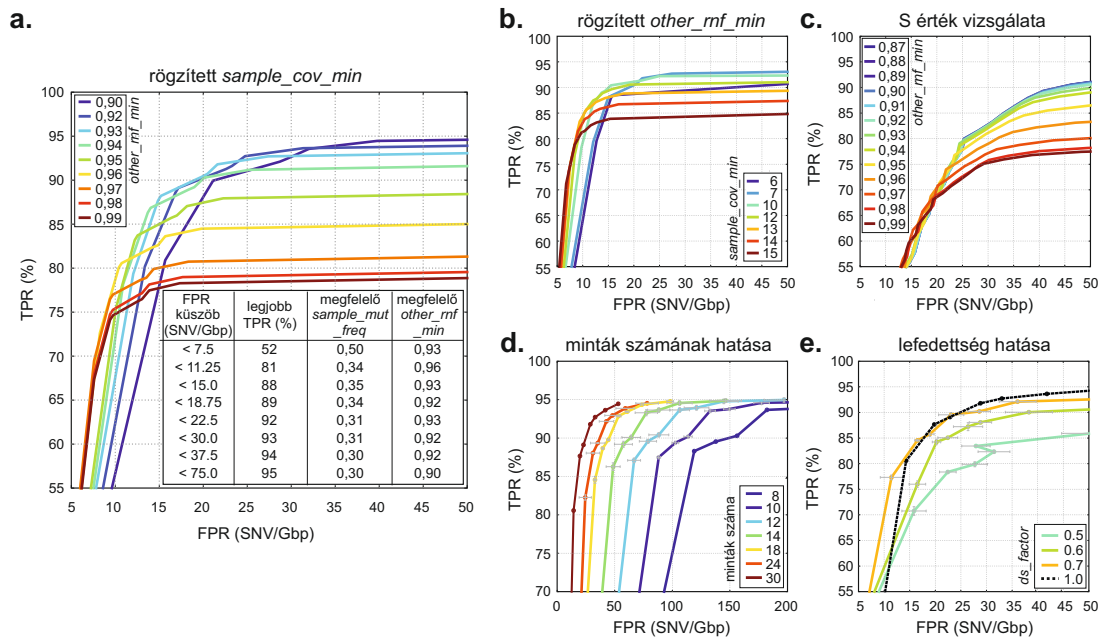 a.
rögzített sample_cov_min
TPR (%)
100
95
90
85
80
75
70
65
60
55
other_rnf_min
0,90
0,92
0,93
0,94
0,95
0,96
0,97
0,98
0,99
FPR küszöb (SNV/Gbp) legjobb TPR (%) megfelelő sample_mut_freq megfelelő other_rnf_min
< 7.5 52 0,50 0,93
< 11.25 81 0,34 0,96
< 15.0 88 0,35 0,93
< 18.75 89 0,34 0,92
< 22.5 92 0,31 0,93
< 30.0 93 0,31 0,92
< 37.5 94 0,30 0,92
< 75.0 95 0,30 0,90
5 10 15 20 25 30 35 40 45 50
FPR (SNV/Gbp)
b.
rögzített other_rnf_min
TPR (%)
100
95
90
85
80
75
70
65
60
55
sample_cov_min
6
7
10
12
13
14
15
5 10 15 20 25 30 35 40 45 50
FPR (SNV/Gbp)
c.
S érték vizsgálata
TPR (%)
100
95
90
85
80
75
70
65
60
55
other_rnf_min
0,87
0,88
0,89
0,90
0,91
0,92
0,93
0,94
0,95
0,96
0,97
0,98
0,99
5 10 15 20 25 30 35 40 45 50
FPR (SNV/Gbp)
d.
minták számának hatása
TPR (%)
100
95
90
85
80
75
70
minták száma
8
10
12
14
18
24
30
0 50 100 150 200
FPR (SNV/Gbp)
e.
lefedettség hatása
TPR (%)
100
95
90
85
80
75
70
65
60
55
ds_factor
0.5
0.6
0.7
1.0
5 10 15 20 25 30 35 40 45 50
FPR (SNV/Gbp)